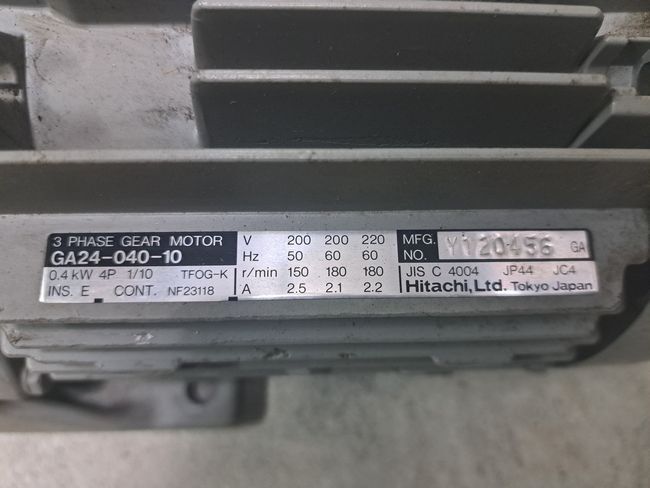 3 PHASE GEAR MOTOR
GA24-040-10
0.4 kW 4P 1/10 TFOG-K
INS. E CONT. NF23118
V 200 200 220
Hz 50 60 60
r/min 150 180 180
A 2.5 2.1 2.2
MFG. NO. Y120456 GA
JIS C 4004 JP44 JC4
Hitachi, Ltd. Tokyo Japan